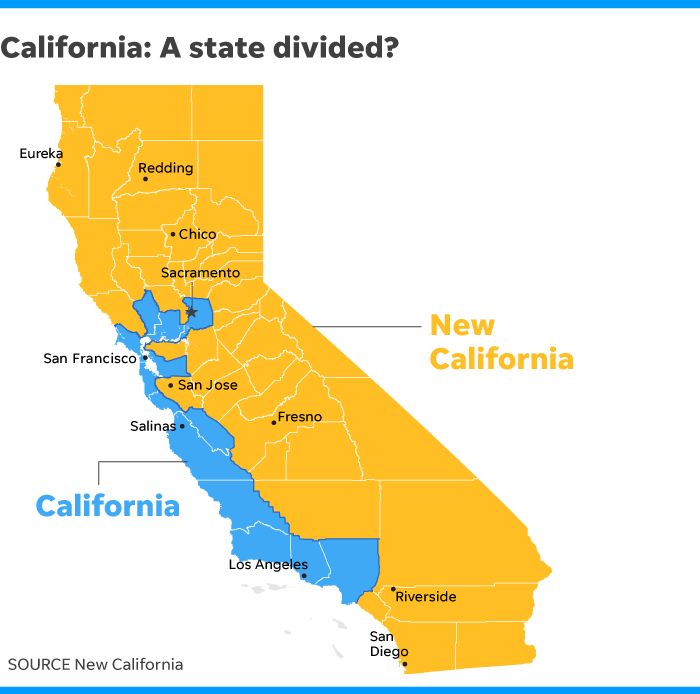 California: A state divided?
Eureka
Redding
Chico
Sacramento
New
California
San Francisco
San Jose
Fresno
Salinas
California
Los Angeles
Riverside
San
Diego
SOURCE New California